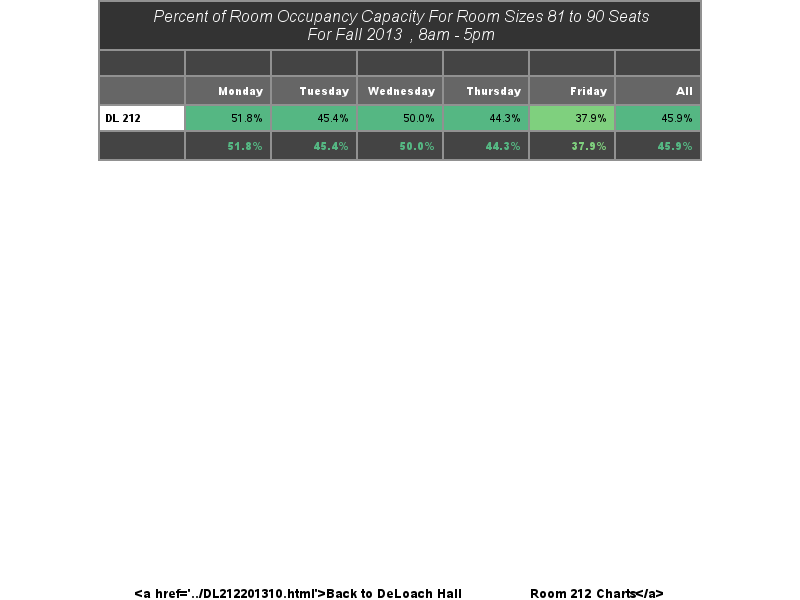 Percent of Room Occupancy Capacity For Room Sizes 81 to 90 Seats
For Fall 2013 , 8am - 5pm
Monday Tuesday Wednesday Thursday Friday All
DL 212 51.8% 45.4% 50.0% 44.3% 37.9% 45.9%
51.8% 45.4% 50.0% 44.3% 37.9% 45.9%
<a href='../DL212201310.html'>Back to DeLoach Hall Room 212 Charts</a>